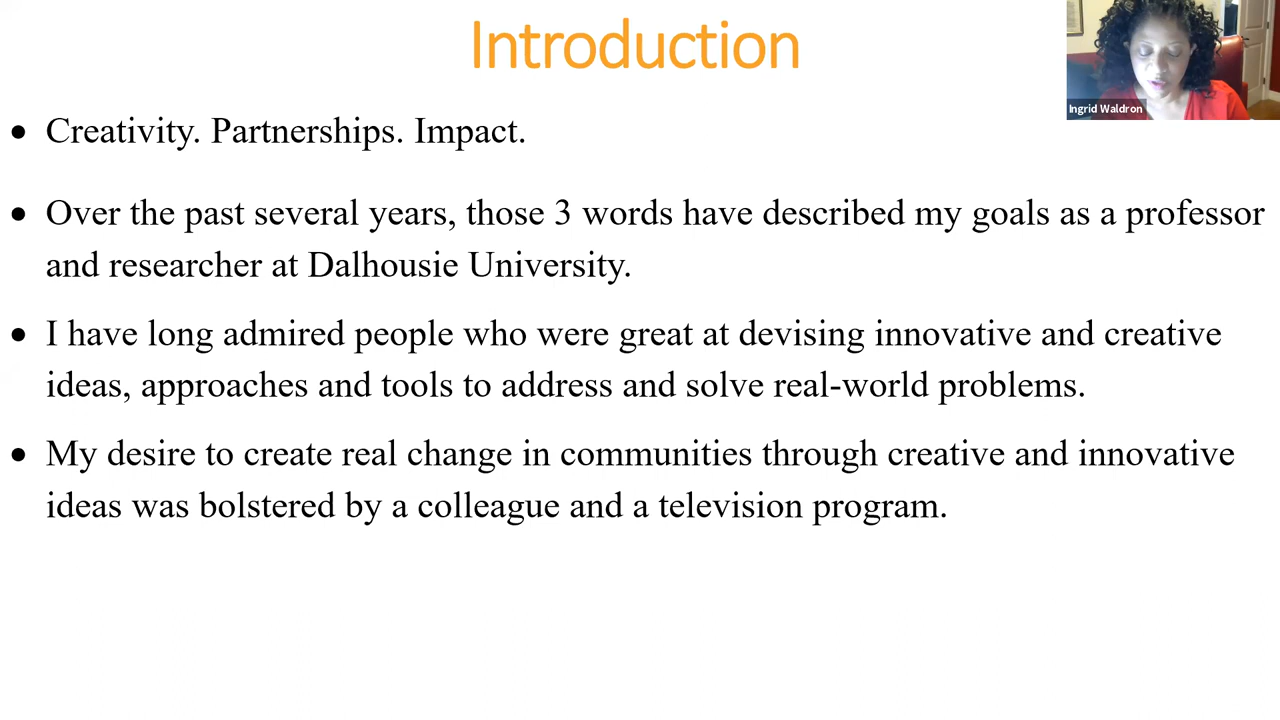 Introduction
Ingrid Waldron
• Creativity. Partnerships. Impact.
• Over the past several years, those 3 words have described my goals as a professor
and researcher at Dalhousie University.
• I have long admired people who were great at devising innovative and creative
ideas, approaches and tools to address and solve real-world problems.
• My desire to create real change in communities through creative and innovative
ideas was bolstered by a colleague and a television program.